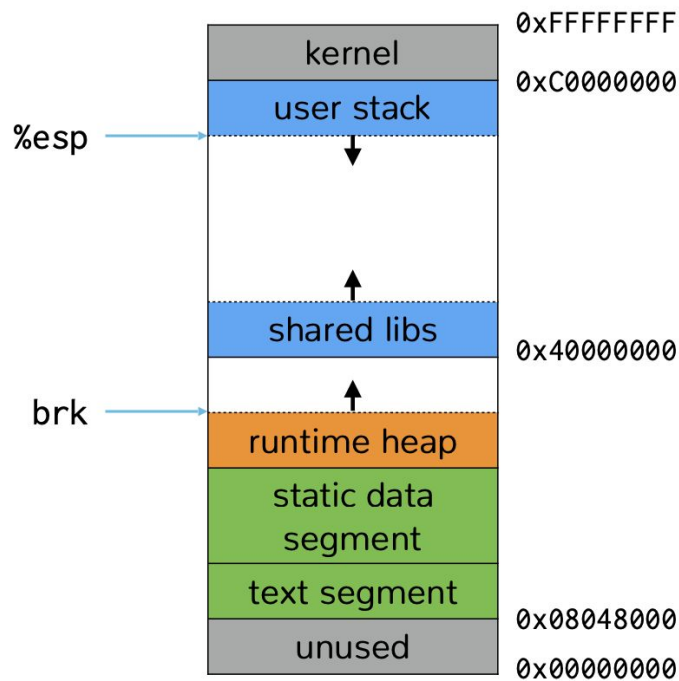 0xFFFFFFFF
kernel
0xC0000000
user stack
%esp
shared libs
0x40000000
brk
runtime heap
static data
segment
text segment
0x08048000
unused
0x00000000